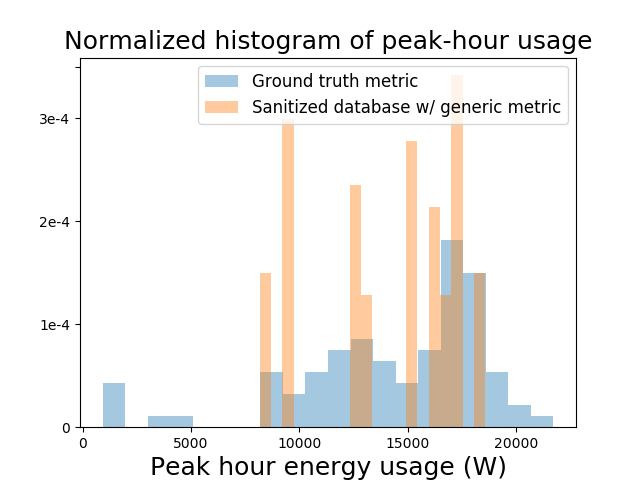 Normalized histogram of peak-hour usage
Ground truth metric
Sanitized database w/ generic metric
3e-4
2e-4
1e-4
0
0 5000 10000 15000 20000
Peak hour energy usage (W)